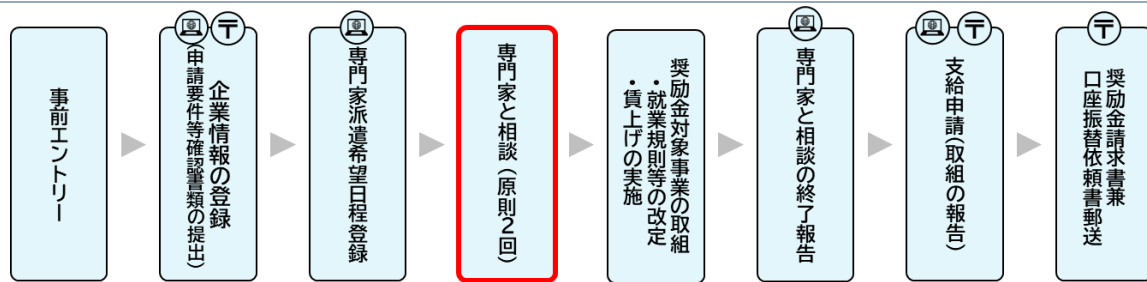 事前エントリー
企業情報の登録
(申請要件等確認書類の提出)
専門家派遣希望日程登録
専門家と相談(原則2回)
奨励金対象事業の取組
・就業規則等の改定
・賃上げの実施
専門家と相談の終了報告
支給申請(取組の報告)
奨励金請求書兼
口座振替依頼書郵送